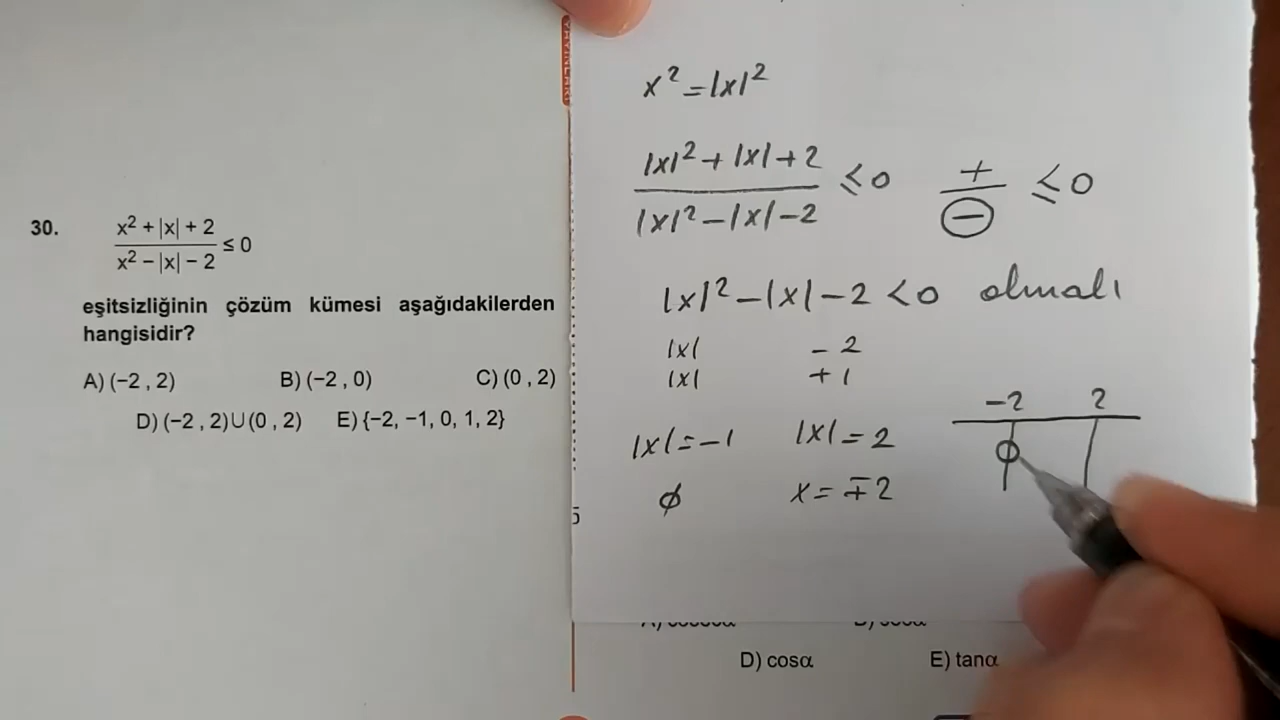 30. x² + |x| + 2 / x² − |x| − 2 ≤ 0
eşitsizliğinin çözüm kümesi aşağıdakilerden
hangisidir?
A) (−2 , 2) B) (−2 , 0) C) (0 , 2)
D) (−2 , 2)∪(0 , 2) E) {−2, −1, 0, 1, 2}
YAYINLARI
x² = |x|²
|x|² + |x| + 2 / |x|² − |x| − 2 ≤ 0 + / − ≤ 0
|x|² − |x| − 2 < 0 olmalı
|x| − 2
|x| + 1
|x| = −1 |x| = 2
∅ x = ∓2
−2 2
5
D) cosα E) tanα